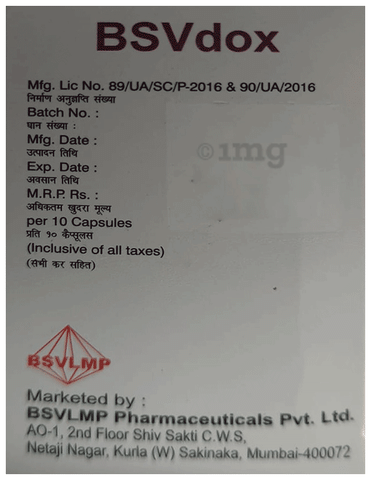 BSVdox
Mfg. Lic No. 89/UA/SC/P-2016 & 90/UA/2016
निर्माण अनुज्ञप्ति संख्या
Batch No. :
घान संख्या :
Mfg. Date :
उत्पादन तिथि
Exp. Date :
अवसान तिथि
M.R.P. Rs. :
अधिकतम खुदरा मूल्य
per 10 Capsules
प्रति १० कैप्सूलस
(Inclusive of all taxes)
(सभी कर सहित)
©1mg
BSVLMP
Marketed by :
BSVLMP Pharmaceuticals Pvt. Ltd.
AO-1, 2nd Floor Shiv Sakti C.W.S,
Netaji Nagar, Kurla (W) Sakinaka, Mumbai-400072